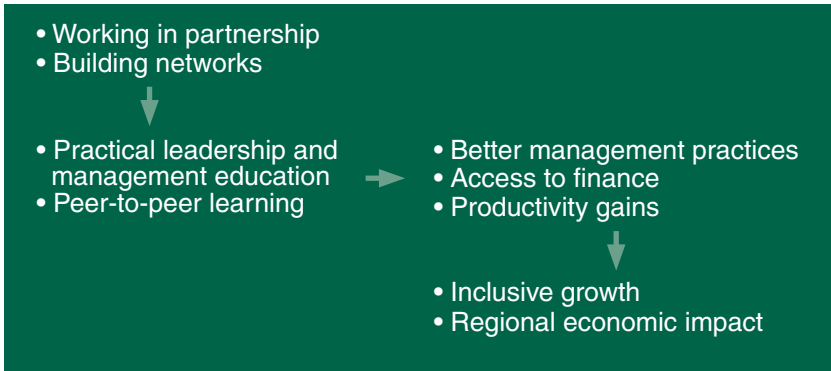 • Working in partnership
• Building networks
• Practical leadership and
management education
• Peer-to-peer learning
• Better management practices
• Access to finance
• Productivity gains
• Inclusive growth
• Regional economic impact